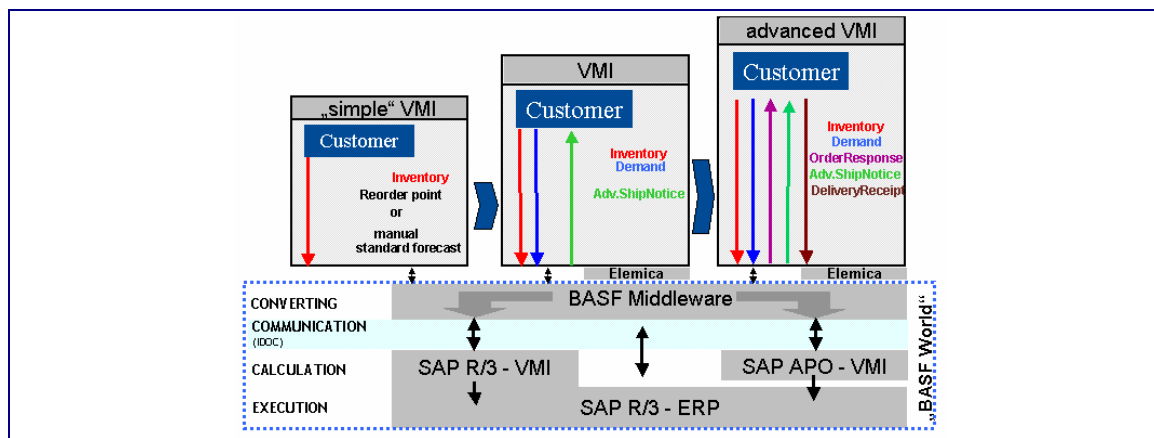 „simple“ VMI
Customer
Inventory
Reorder point
or
manual
standard forecast
VMI
Customer
Inventory
Demand
Adv.ShipNotice
Elemica
advanced VMI
Customer
Inventory
Demand
OrderResponse
Adv.ShipNotice
DeliveryReceipt
Elemica
CONVERTING
BASF Middleware
COMMUNICATION
(IDOC)
CALCULATION
SAP R/3 - VMI
SAP APO - VMI
EXECUTION
SAP R/3 - ERP
„BASF World“